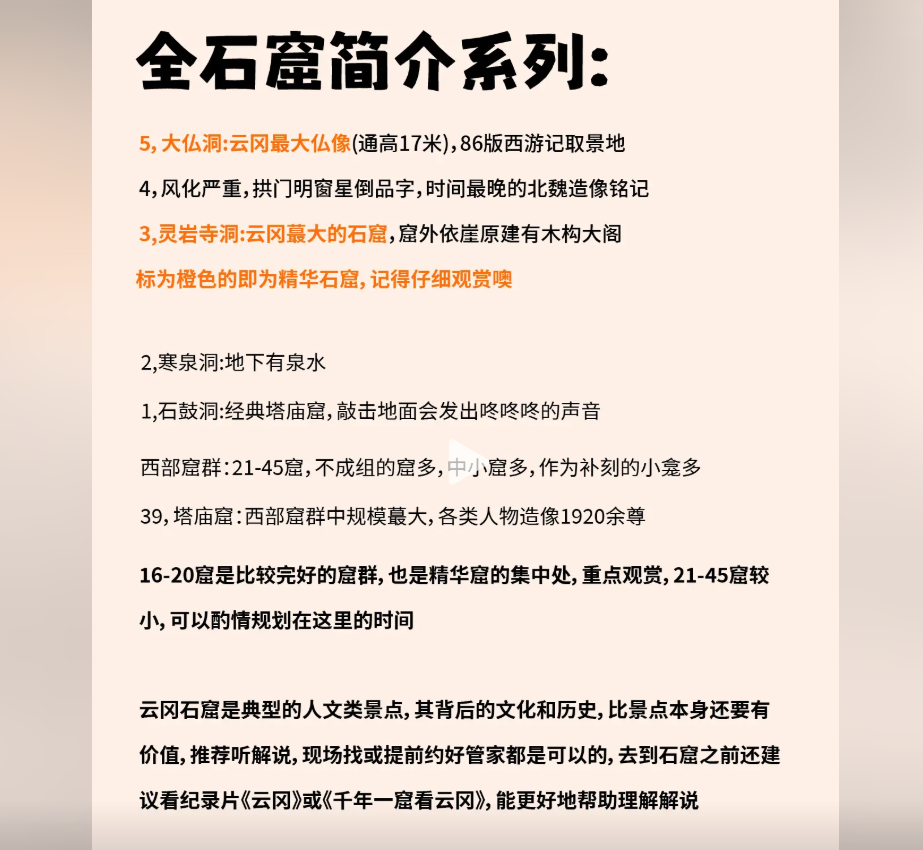 全石窟简介系列:
5, 大仏洞:云冈最大仏像(通高17米),86版西游记取景地
4,风化严重,拱门明窗星倒品字,时间最晚的北魏造像铭记
3,灵岩寺洞:云冈蕞大的石窟,窟外依崖原建有木构大阁
标为橙色的即为精华石窟, 记得仔细观赏噢
2,寒泉洞:地下有泉水
1,石鼓洞:经典塔庙窟, 敲击地面会发出咚咚咚的声音
西部窟群:21-45窟, 不成组的窟多, 中小窟多, 作为补刻的小龛多
39, 塔庙窟:西部窟群中规模蕞大, 各类人物造像1920余尊
16-20窟是比较完好的窟群, 也是精华窟的集中处, 重点观赏, 21-45窟较
小, 可以酌情规划在这里的时间
云冈石窟是典型的人文类景点, 其背后的文化和历史, 比景点本身还要有
价值, 推荐听解说, 现场找或提前约好管家都是可以的, 去到石窟之前还建
议看纪录片《云冈》或《千年一窟看云冈》, 能更好地帮助理解解说